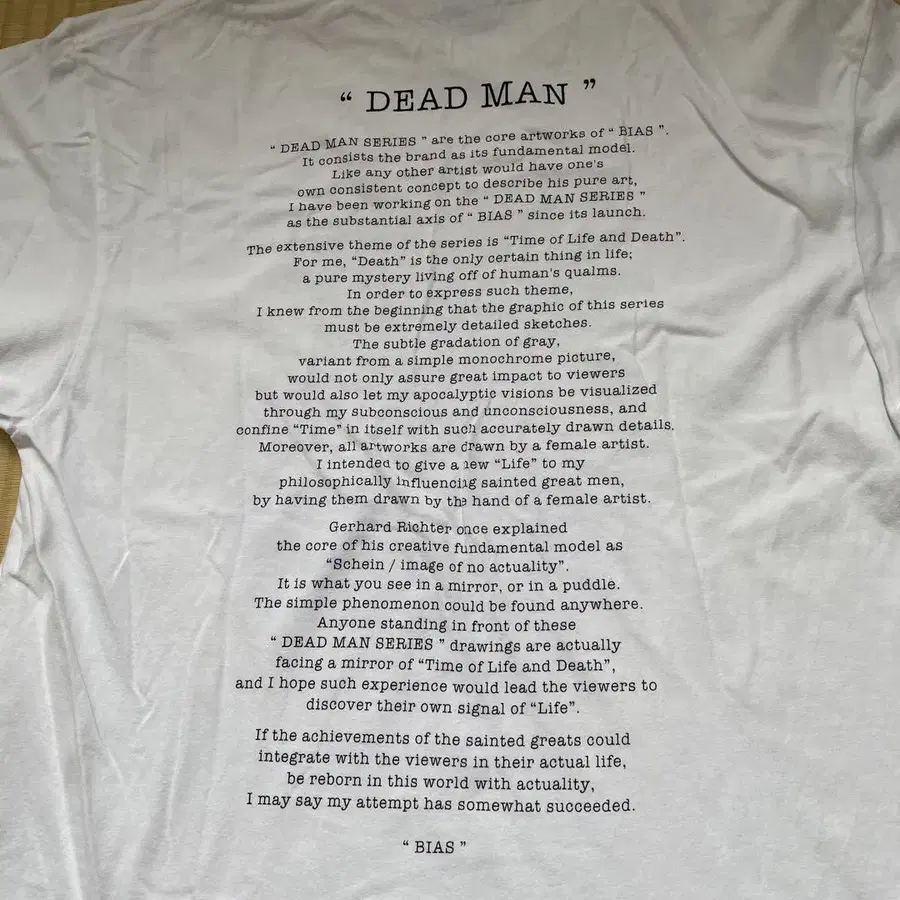 “ DEAD MAN ”
“ DEAD MAN SERIES ” are the core artworks of “ BIAS ”.
It consists the brand as its fundamental model.
Like any other artist would have one's
own consistent concept to describe his pure art,
I have been working on the “ DEAD MAN SERIES ”
as the substantial axis of “ BIAS ” since its launch.
The extensive theme of the series is “Time of Life and Death”.
For me, “Death” is the only certain thing in life;
a pure mystery living off of human's qualms.
In order to express such theme,
I knew from the beginning that the graphic of this series
must be extremely detailed sketches.
The subtle gradation of gray,
variant from a simple monochrome picture,
would not only assure great impact to viewers
but would also let my apocalyptic visions be visualized
through my subconscious and unconsciousness, and
confine “Time” in itself with such accurately drawn details.
Moreover, all artworks are drawn by a female artist.
I intended to give a new “Life” to my
philosophically influencing sainted great men,
by having them drawn by the hand of a female artist.
Gerhard Richter once explained
the core of his creative fundamental model as
“Schein / image of no actuality”.
It is what you see in a mirror, or in a puddle.
The simple phenomenon could be found anywhere.
Anyone standing in front of these
“ DEAD MAN SERIES ” drawings are actually
facing a mirror of “Time of Life and Death”,
and I hope such experience would lead the viewers to
discover their own signal of “Life”.
If the achievements of the sainted greats could
integrate with the viewers in their actual life,
be reborn in this world with actuality,
I may say my attempt has somewhat succeeded.
“ BIAS ”